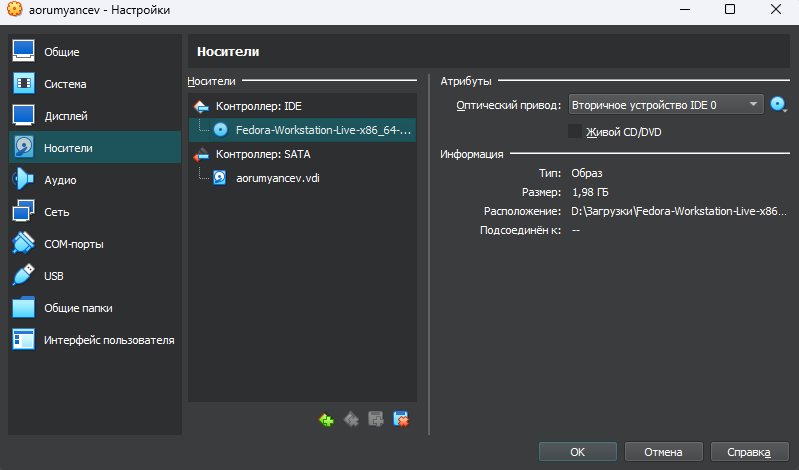 aorumyancev - Настройки
Общие
Система
Дисплей
Носители
Аудио
Сеть
COM-порты
USB
Общие папки
Интерфейс пользователя
Носители
Носители
Контроллер: IDE
Fedora-Workstation-Live-x86_64-...
Контроллер: SATA
aorumyancev.vdi
Атрибуты
Оптический привод: Вторичное устройство IDE 0
Живой CD/DVD
Информация
Тип: Образ
Размер: 1,98 ГБ
Расположение: D:\Загрузки\Fedora-Workstation-Live-x86...
Подсоединён к: --
OK
Отмена
Справка